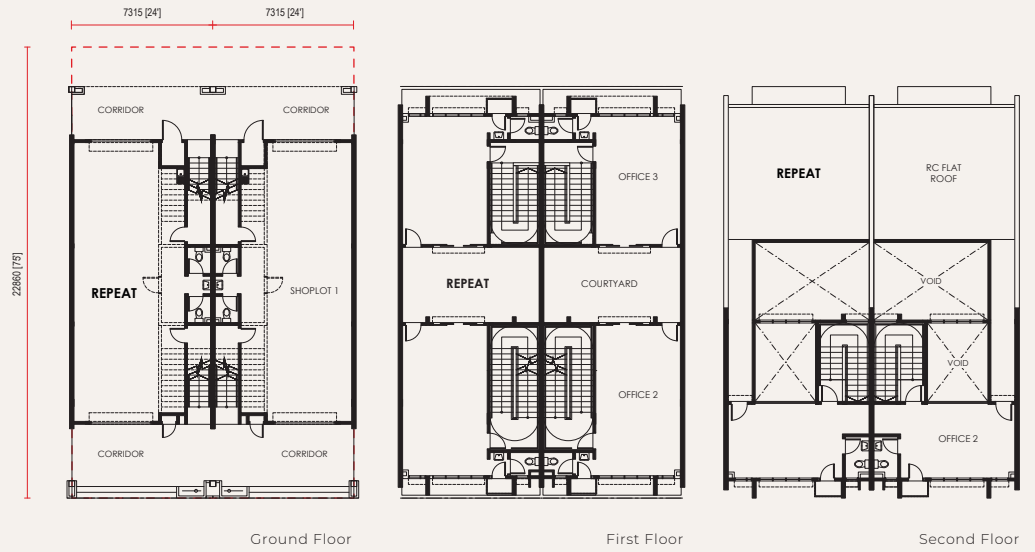 7315 [24']
7315 [24']
22860 [75']
CORRIDOR
CORRIDOR
REPEAT
SHOPLOT 1
CORRIDOR
CORRIDOR
Ground Floor
OFFICE 3
REPEAT
COURTYARD
OFFICE 2
First Floor
REPEAT
RC FLAT
ROOF
VOID
VOID
OFFICE 2
Second Floor